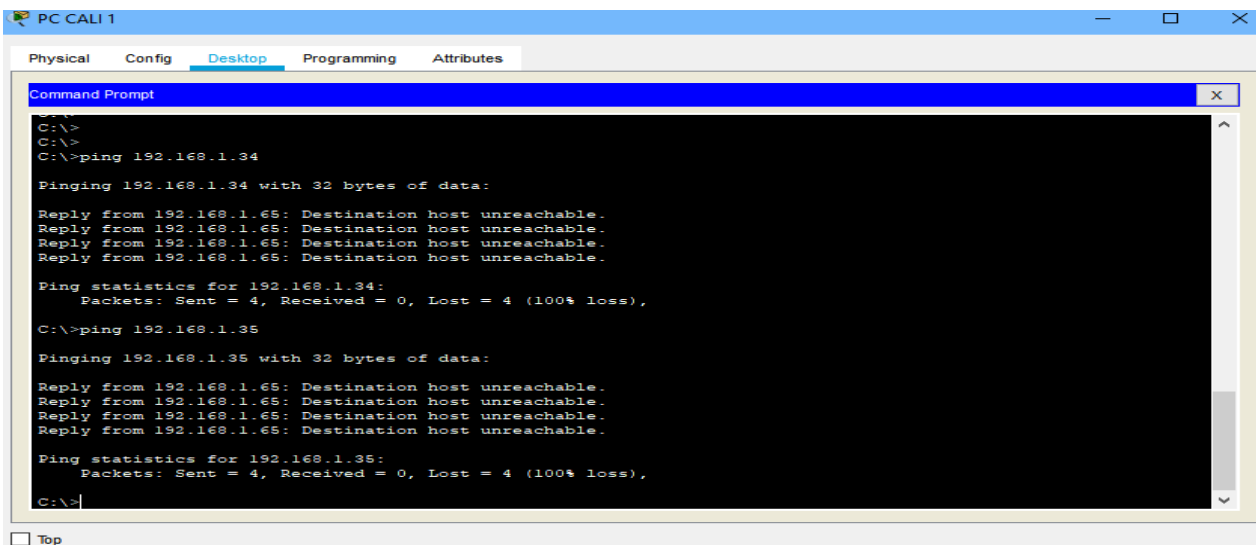 PC CALI 1
Physical Config Desktop Programming Attributes
Command Prompt
X
C:\>
C:\>
C:\>ping 192.168.1.34
Pinging 192.168.1.34 with 32 bytes of data:
Reply from 192.168.1.65: Destination host unreachable.
Reply from 192.168.1.65: Destination host unreachable.
Reply from 192.168.1.65: Destination host unreachable.
Reply from 192.168.1.65: Destination host unreachable.
Ping statistics for 192.168.1.34:
Packets: Sent = 4, Received = 0, Lost = 4 (100% loss),
C:\>ping 192.168.1.35
Pinging 192.168.1.35 with 32 bytes of data:
Reply from 192.168.1.65: Destination host unreachable.
Reply from 192.168.1.65: Destination host unreachable.
Reply from 192.168.1.65: Destination host unreachable.
Reply from 192.168.1.65: Destination host unreachable.
Ping statistics for 192.168.1.35:
Packets: Sent = 4, Received = 0, Lost = 4 (100% loss),
C:\>
Top